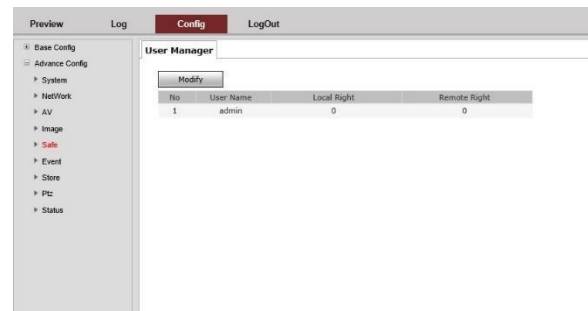 Preview Log Config LogOut
Base Config
Advance Config
System
NetWork
AV
Image
Safe
Event
Store
Ptz
Status
User Manager
Modify
No User Name Local Right Remote Right
1 admin 0 0